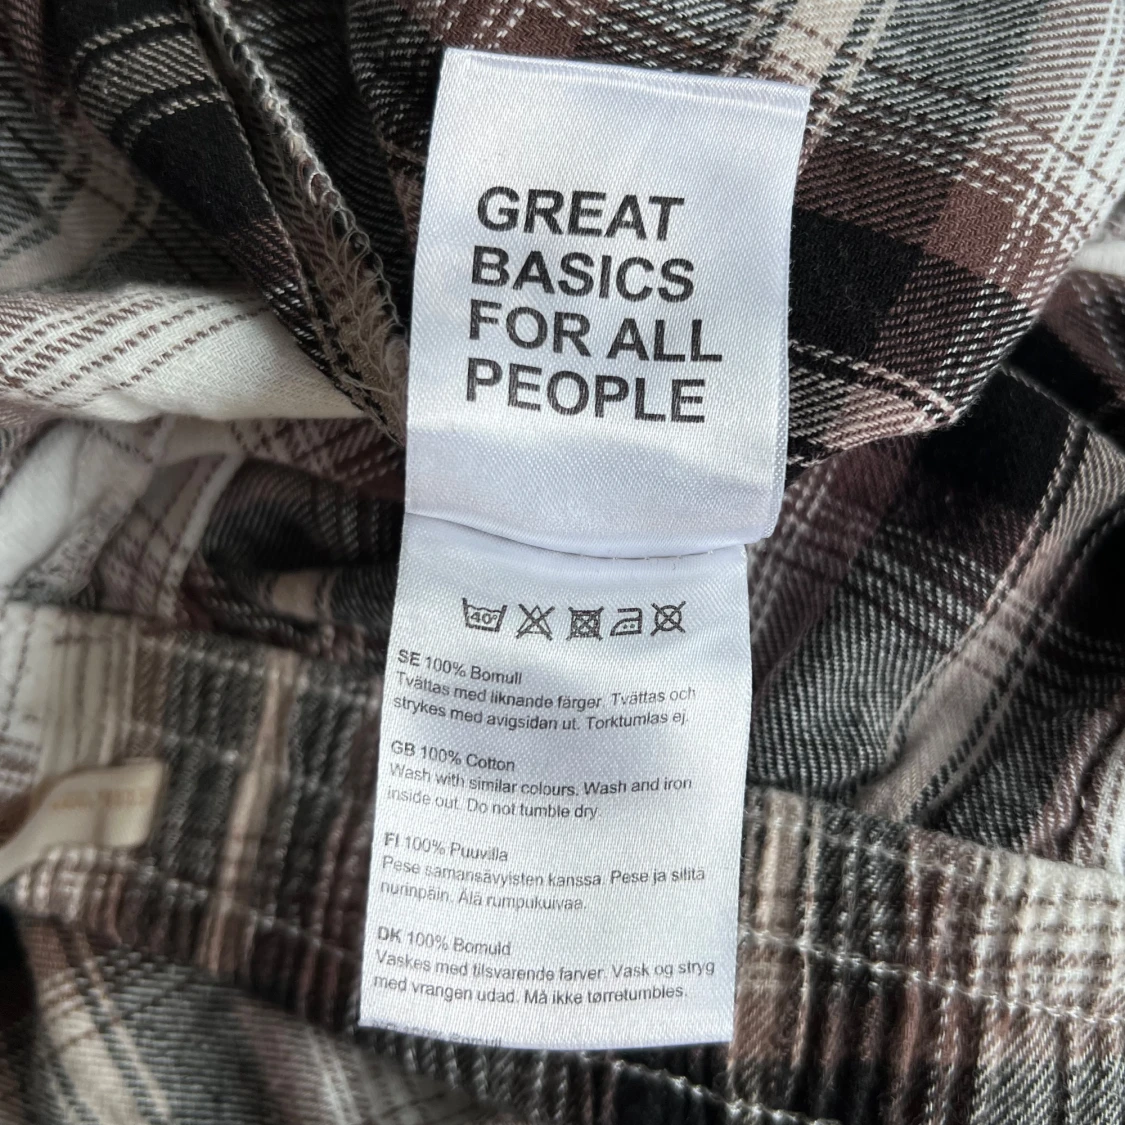 GREAT
BASICS
FOR ALL
PEOPLE
40°
SE 100% Bomull
Tvättas med liknande färger. Tvättas och
strykes med avigsidan ut. Torktumlas ej.
GB 100% Cotton
Wash with similar colours. Wash and iron
inside out. Do not tumble dry.
FI 100% Puuvilla
Pese samansävyisten kanssa. Pese ja silitä
nurinpäin. Älä rumpukuivaa.
DK 100% Bomuld
Vaskes med tilsvarende farver. Vask og stryg
med vrangen udad. Må ikke tørretumbles.